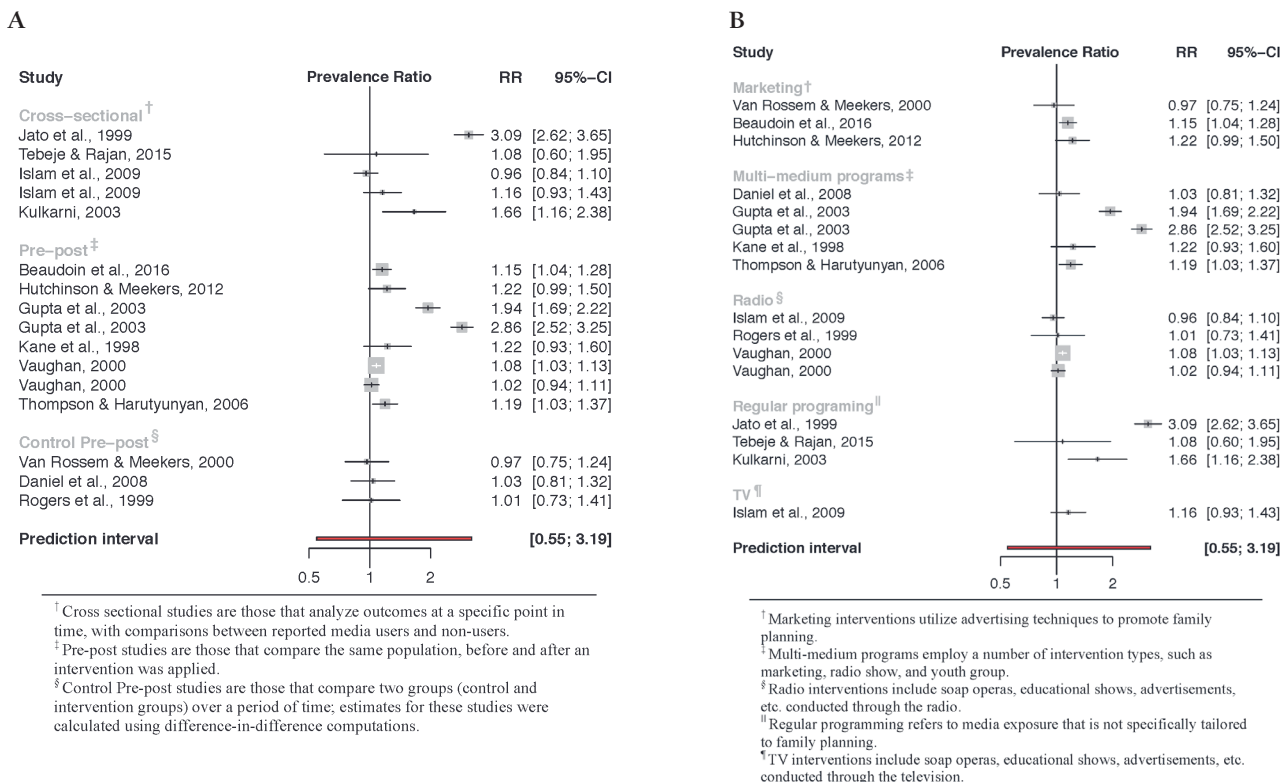 A
Study Prevalence Ratio RR 95%−CI
Cross−sectional†
Jato et al., 1999 3.09 [2.62; 3.65]
Tebeje & Rajan, 2015 1.08 [0.60; 1.95]
Islam et al. 2009 0.96 [0.84; 1.10]
Islam et al. 2009 1.16 [0.93; 1.43]
Kulkarni, 2003 1.66 [1.16; 2.38]
Pre−post‡
Beaudoin et al., 2016 1.15 [1.04; 1.28]
Hutchinson & Meekers, 2012 1.22 [0.99; 1.50]
Gupta et al. 2003 1.94 [1.69; 2.22]
Gupta et al. 2003 2.86 [2.52; 3.25]
Kane et al. 1998 1.22 [0.93; 1.60]
Vaughan, 2000 1.08 [1.03; 1.13]
Vaughan, 2000 1.02 [0.94; 1.11]
Thompson & Harutyunyan, 2006 1.19 [1.03; 1.37]
Control Pre−post§
Van Rossem & Meekers, 2000 0.97 [0.75; 1.24]
Daniel et al. 2008 1.03 [0.81; 1.32]
Rogers et al., 1999 1.01 [0.73; 1.41]
Prediction interval [0.55; 3.19]
0.5 1 2
†Cross sectional studies are those that analyze outcomes at a specific point in
time, with comparisons between reported media users and non-users.
‡Pre-post studies are those that compare the same population, before and after an
intervention was applied.
§Control Pre-post studies are those that compare two groups (control and
intervention groups) over a period of time; estimates for these studies were
calculated using difference-in-difference computations.
B
Study Prevalence Ratio RR 95%−CI
Marketing†
Van Rossem & Meekers, 2000 0.97 [0.75; 1.24]
Beaudoin et al., 2016 1.15 [1.04; 1.28]
Hutchinson & Meekers, 2012 1.22 [0.99; 1.50]
Multi−medium programs‡
Daniel et al. 2008 1.03 [0.81; 1.32]
Gupta et al. 2003 1.94 [1.69; 2.22]
Gupta et al. 2003 2.86 [2.52; 3.25]
Kane et al. 1998 1.22 [0.93; 1.60]
Thompson & Harutyunyan, 2006 1.19 [1.03; 1.37]
Radio§
Islam et al. 2009 0.96 [0.84; 1.10]
Rogers et al. 1999 1.01 [0.73; 1.41]
Vaughan, 2000 1.08 [1.03; 1.13]
Vaughan, 2000 1.02 [0.94; 1.11]
Regular programing‖
Jato et al., 1999 3.09 [2.62; 3.65]
Tebeje & Rajan, 2015 1.08 [0.60; 1.95]
Kulkarni, 2003 1.66 [1.16; 2.38]
TV¶
Islam et al., 2009 1.16 [0.93; 1.43]
Prediction interval [0.55; 3.19]
0.5 1 2
†Marketing interventions utilize advertising techniques to promote family
planning.
‡Multi-medium programs employ a number of intervention types, such as
marketing, radio show, and youth group.
§Radio interventions include soap operas, educational shows, advertisements,
etc. conducted through the radio.
‖Regular programming refers to media exposure that is not specifically tailored
to family planning.
¶TV interventions include soap operas, educational shows, advertisements, etc.
conducted through the television.